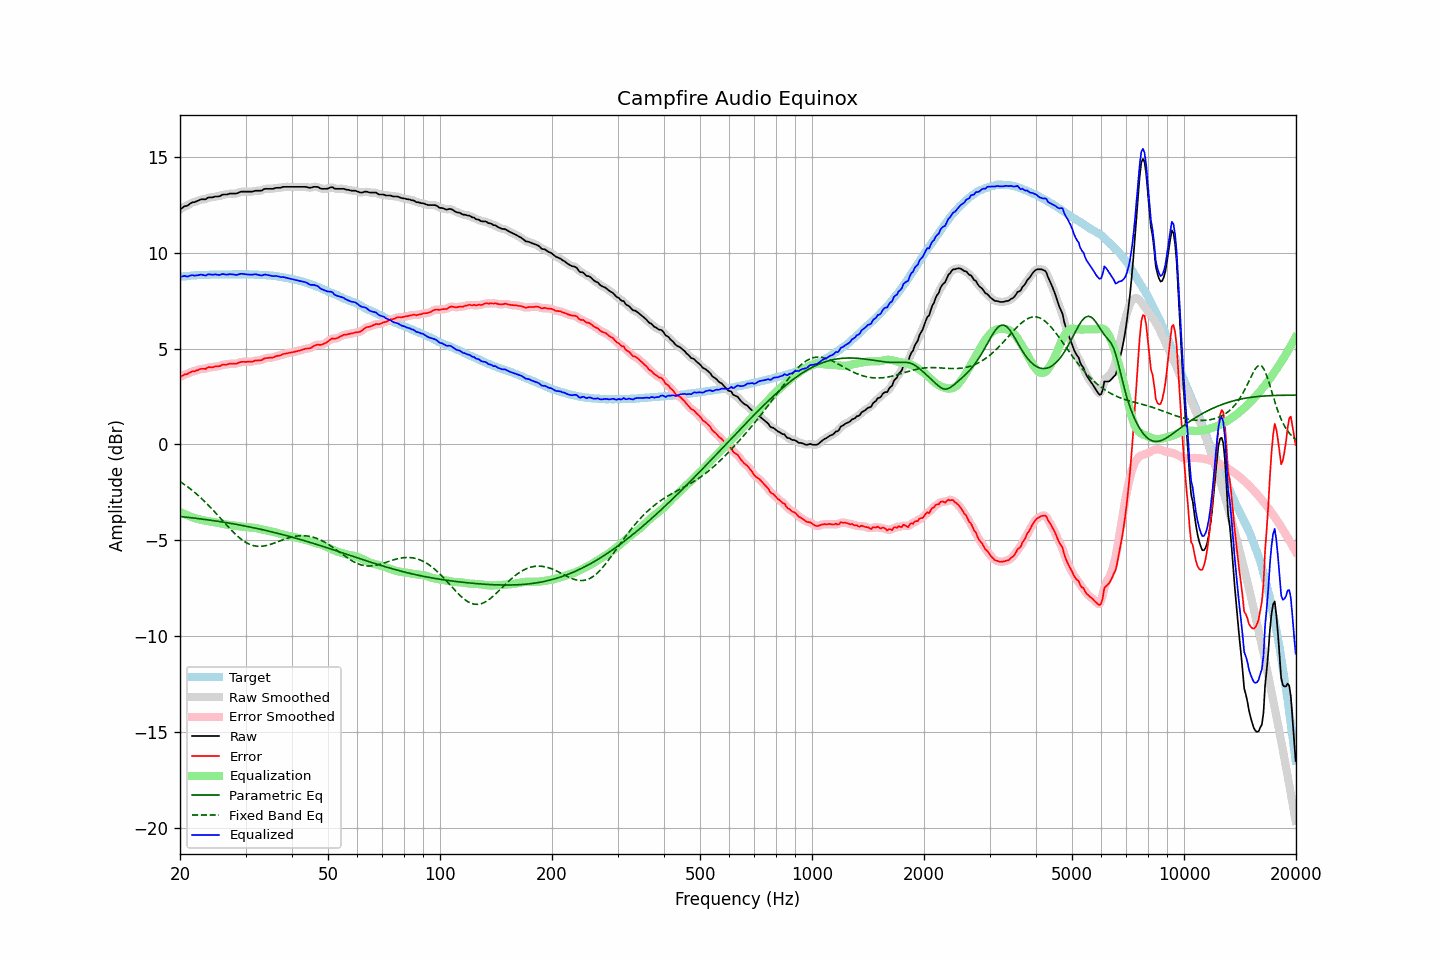 Campfire Audio Equinox
Amplitude (dBr)
15
10
5
0
−5
−10
−15
−20
Target
Raw Smoothed
Error Smoothed
Raw
Error
Equalization
Parametric Eq
Fixed Band Eq
Equalized
20 50 100 200 500 1000 2000 5000 10000 20000
Frequency (Hz)